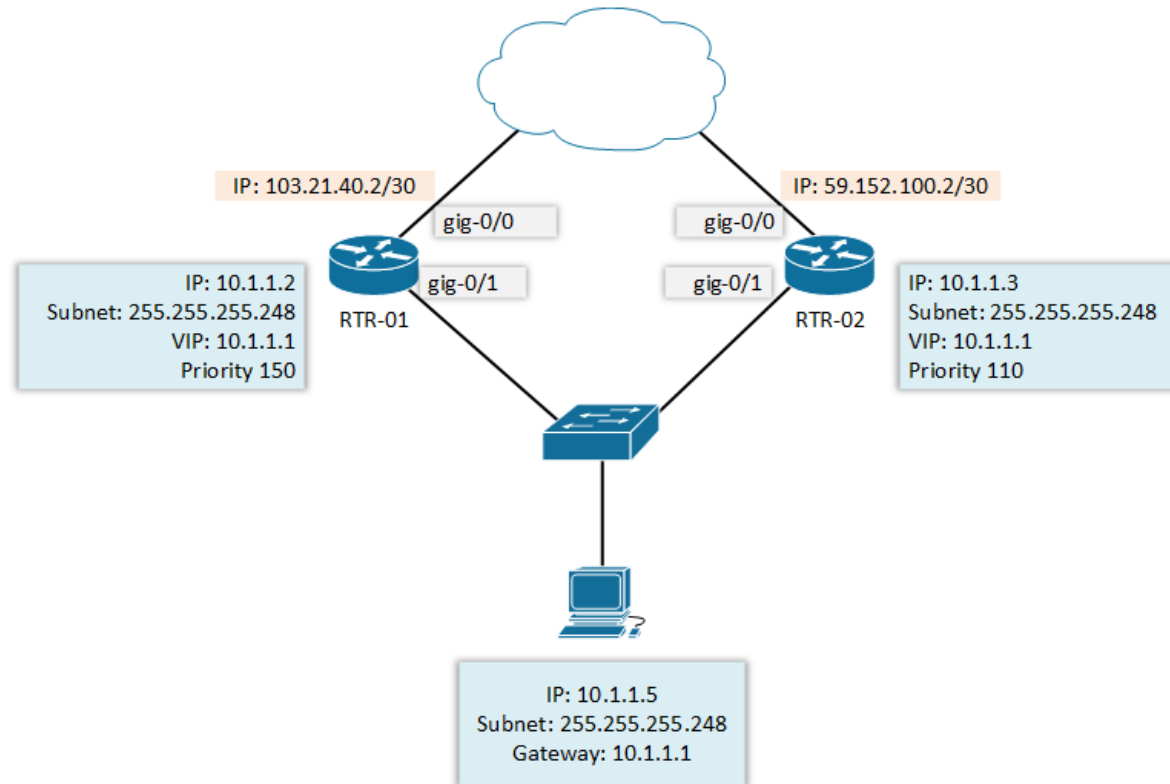 IP: 103.21.40.2/30
IP: 59.152.100.2/30
gig-0/0
gig-0/0
IP: 10.1.1.2
Subnet: 255.255.255.248
VIP: 10.1.1.1
Priority 150
gig-0/1
RTR-01
gig-0/1
RTR-02
IP: 10.1.1.3
Subnet: 255.255.255.248
VIP: 10.1.1.1
Priority 110
IP: 10.1.1.5
Subnet: 255.255.255.248
Gateway: 10.1.1.1